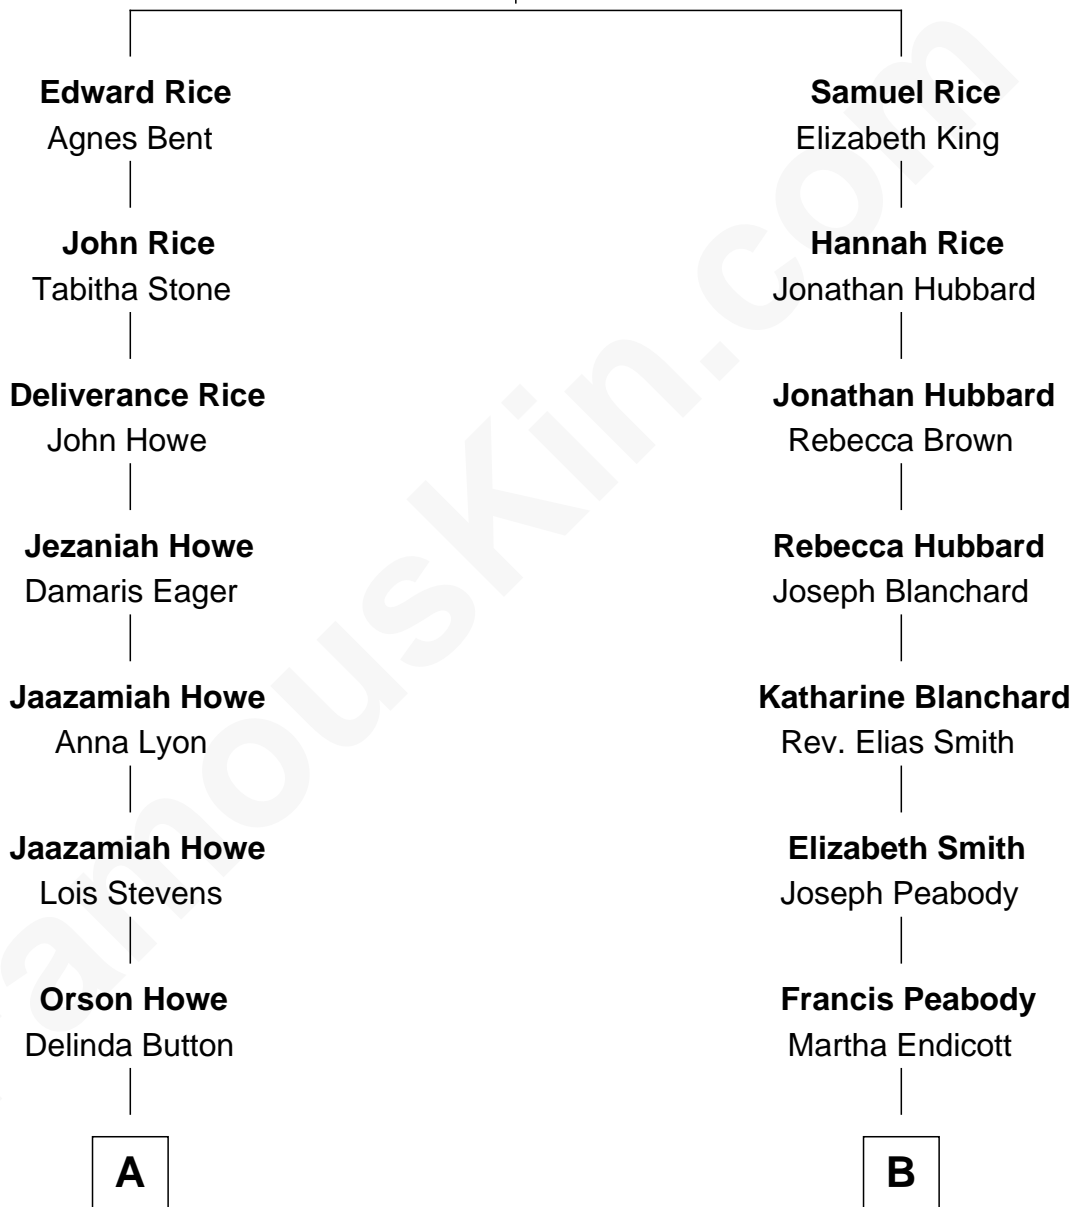 Edward Rice
Agnes Bent
John Rice
Tabitha Stone
Deliverance Rice
John Howe
Jezaniah Howe
Damaris Eager
Jaazamiah Howe
Anna Lyon
Jaazamiah Howe
Lois Stevens
Orson Howe
Delinda Button
A
Samuel Rice
Elizabeth King
Hannah Rice
Jonathan Hubbard
Jonathan Hubbard
Rebecca Brown
Rebecca Hubbard
Joseph Blanchard
Katharine Blanchard
Rev. Elias Smith
Elizabeth Smith
Joseph Peabody
Francis Peabody
Martha Endicott
B
amousKin.com